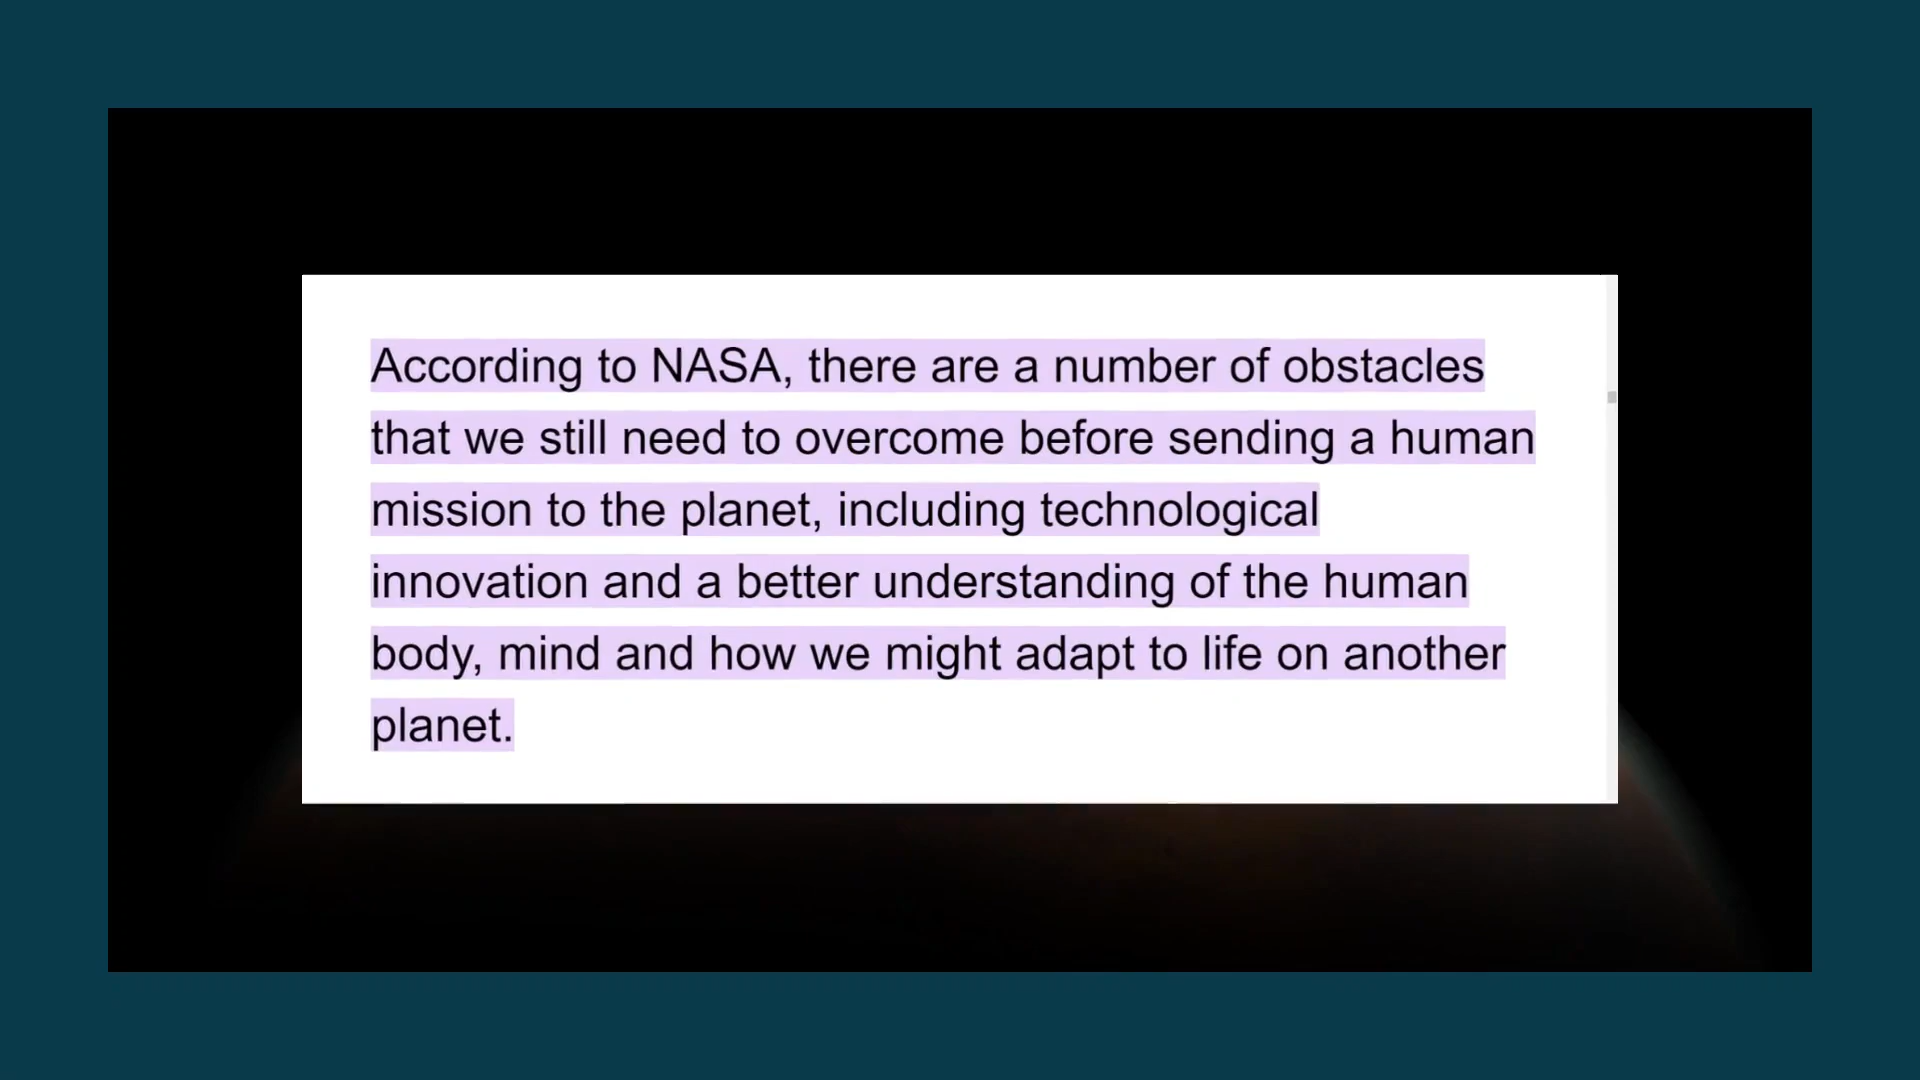 According to NASA, there are a number of obstacles
that we still need to overcome before sending a human
mission to the planet, including technological
innovation and a better understanding of the human
body, mind and how we might adapt to life on another
planet.